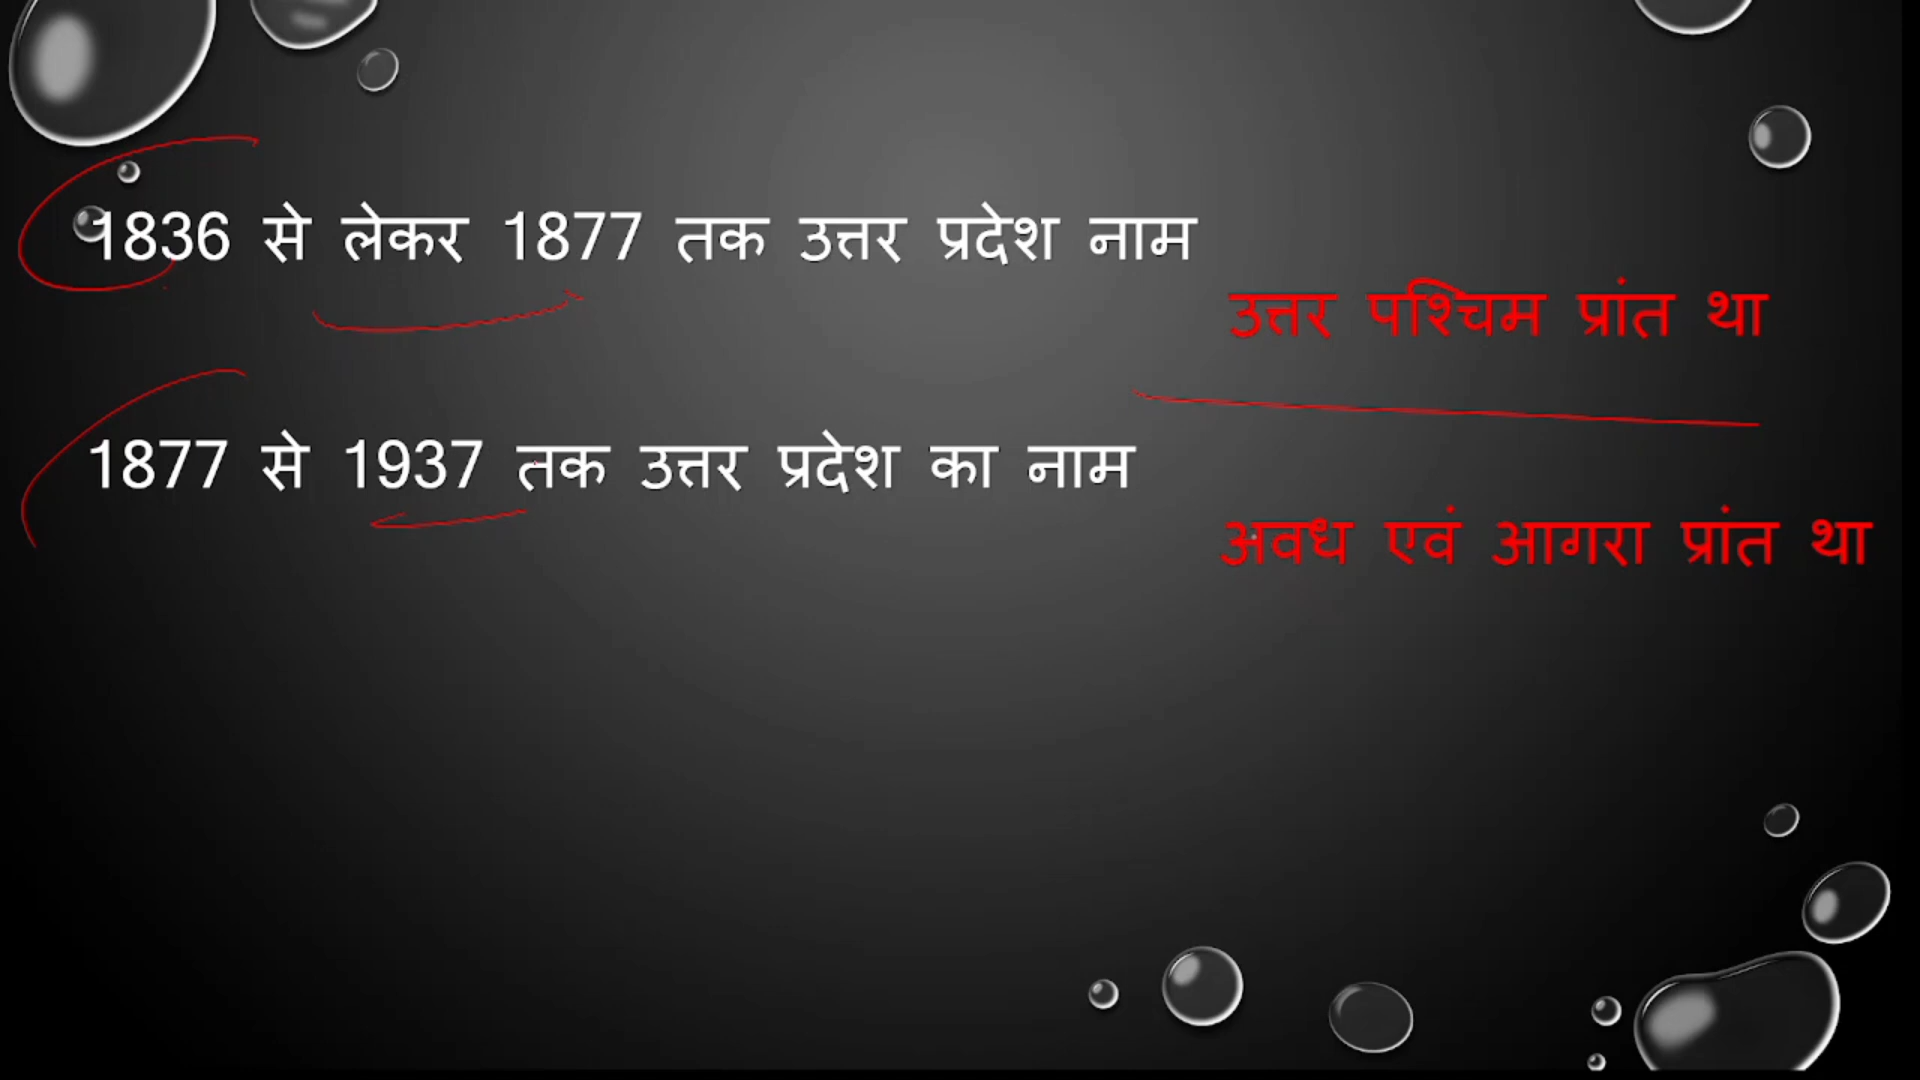 1836 से लेकर 1877 तक उत्तर प्रदेश नाम
उत्तर पश्चिम प्रांत था
1877 से 1937 तक उत्तर प्रदेश का नाम
अवध एवं आगरा प्रांत था